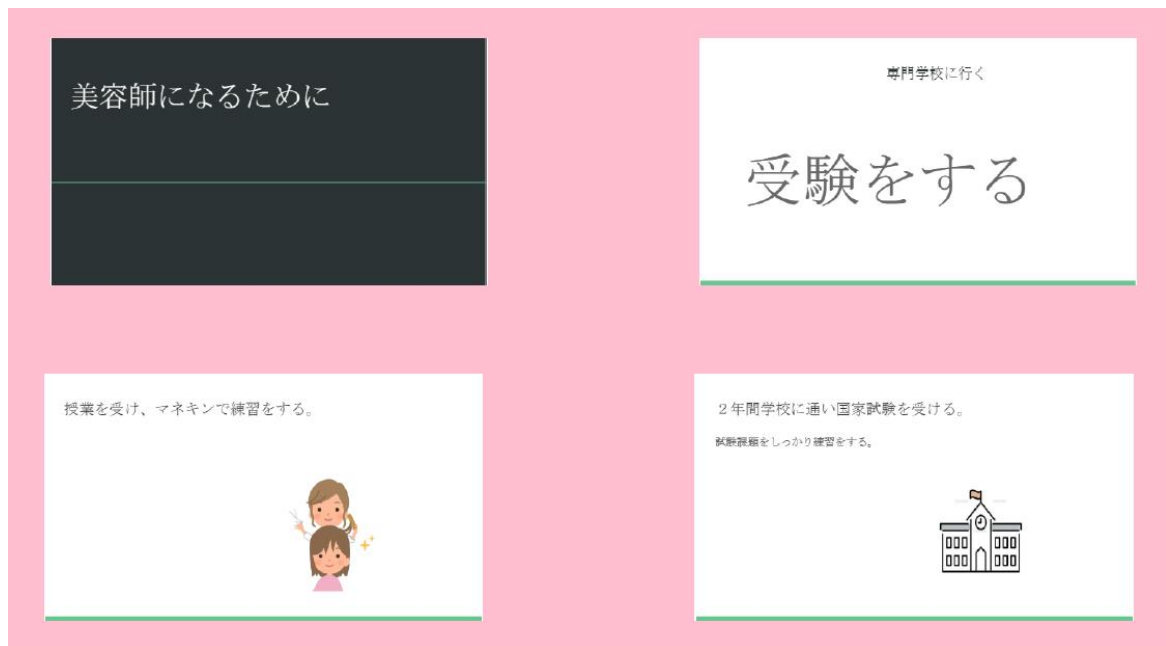 美容師になるために
専門学校に行く
受験をする
授業を受け、マネキンで練習をする。
２年間学校に通い国家試験を受ける。
試験課題をしっかり練習をする。